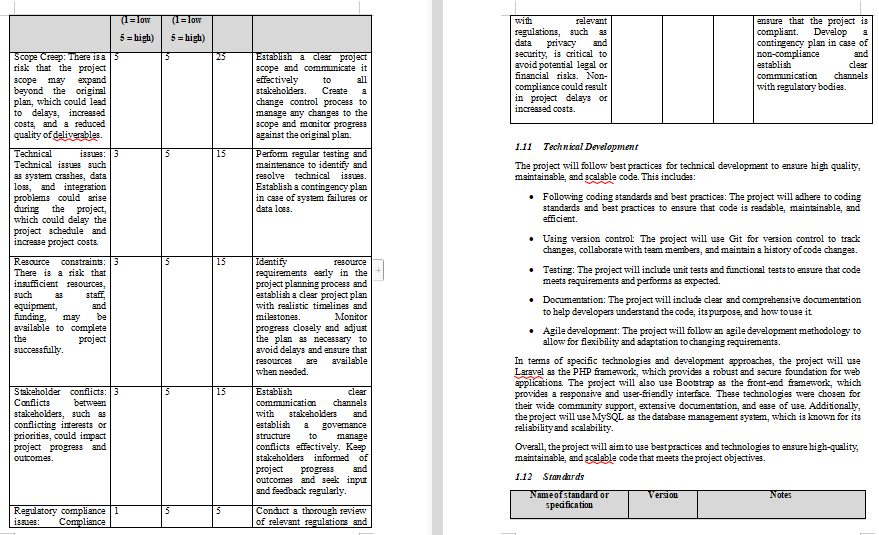 (1 = low (1 = low
5 = high) 5 = high)
Scope Creep: There is a 5 5 25 Establish a clear project
risk that the project scope and communicate it
scope may expand effectively to all
beyond the original stakeholders. Create a
plan, which could lead change control process to
to delays, increased manage any changes to the
costs, and a reduced scope and monitor progress
quality of deliverables. against the original plan.
Technical issues: 3 5 15 Perform regular testing and
Technical issues such maintenance to identify and
as system crashes, data resolve technical issues.
loss, and integration Establish a contingency plan
problems could arise in case of system failures or
during the project, data loss.
which could delay the
project schedule and
increase project costs.
Resource constraints: 3 5 15 Identify resource
There is a risk that requirements early in the
insufficient resources, project planning process and
such as staff, establish a clear project plan
equipment, and with realistic timelines and
funding, may be milestones. Monitor
available to complete progress closely and adjust
the project the plan as necessary to
successfully. avoid delays and ensure that
resources are available
when needed.
Stakeholder conflicts: 3 5 15 Establish clear
Conflicts between communication channels
stakeholders, such as with stakeholders and
conflicting interests or establish a governance
priorities, could impact structure to manage
project progress and conflicts effectively. Keep
outcomes. stakeholders informed of
project progress and
outcomes and seek input
and feedback regularly.
Regulatory compliance 1 5 5 Conduct a thorough review
issues: Compliance of relevant regulations and
with relevant ensure that the project is
regulations, such as compliant. Develop a
data privacy and contingency plan in case of
security, is critical to non-compliance and
avoid potential legal or establish clear
financial risks. Non- communication channels
compliance could result with regulatory bodies.
in project delays or
increased costs.
1.11 Technical Development
The project will follow best practices for technical development to ensure high quality,
maintainable, and scalable code. This includes:
• Following coding standards and best practices: The project will adhere to coding
standards and best practices to ensure that code is readable, maintainable, and
efficient.
• Using version control: The project will use Git for version control to track
changes, collaborate with team members, and maintain a history of code changes.
• Testing: The project will include unit tests and functional tests to ensure that code
meets requirements and performs as expected.
• Documentation: The project will include clear and comprehensive documentation
to help developers understand the code, its purpose, and how to use it.
• Agile development: The project will follow an agile development methodology to
allow for flexibility and adaptation to changing requirements.
In terms of specific technologies and development approaches, the project will use
Laravel as the PHP framework, which provides a robust and secure foundation for web
applications. The project will also use Bootstrap as the front-end framework, which
provides a responsive and user-friendly interface. These technologies were chosen for
their wide community support, extensive documentation, and ease of use. Additionally,
the project will use MySQL as the database management system, which is known for its
reliability and scalability.
Overall, the project will aim to use best practices and technologies to ensure high-quality,
maintainable, and scalable code that meets the project objectives.
1.12 Standards
Name of standard or Version Notes
specification